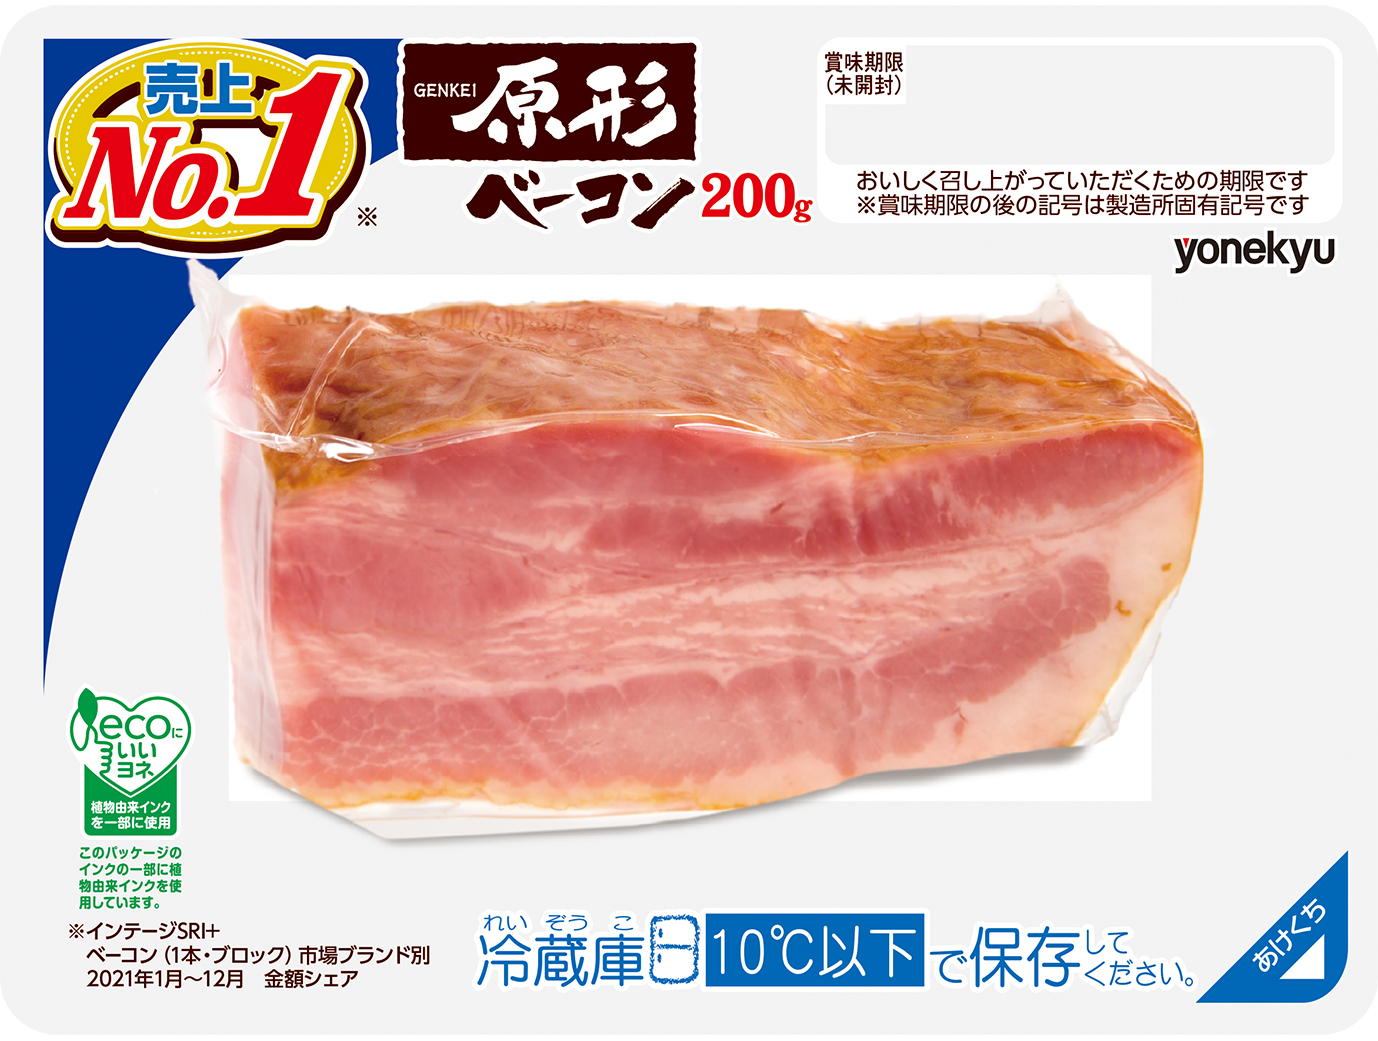 売上
No.1
※
GENKEI
原形
ベーコン 200g
賞味期限
(未開封)
おいしく召し上がっていただくための期限です
※賞味期限の後の記号は製造所固有記号です
yonekyu
ecoに
いい
ヨネ
植物由来インク
を一部に使用
このパッケージの
インクの一部に植
物由来インクを使
用しています。
※インテージSRI+
ベーコン(1本・ブロック)市場ブランド別
2021年1月～12月 金額シェア
れい ぞう こ
冷蔵庫 10℃以下で保存してください。
あけくち